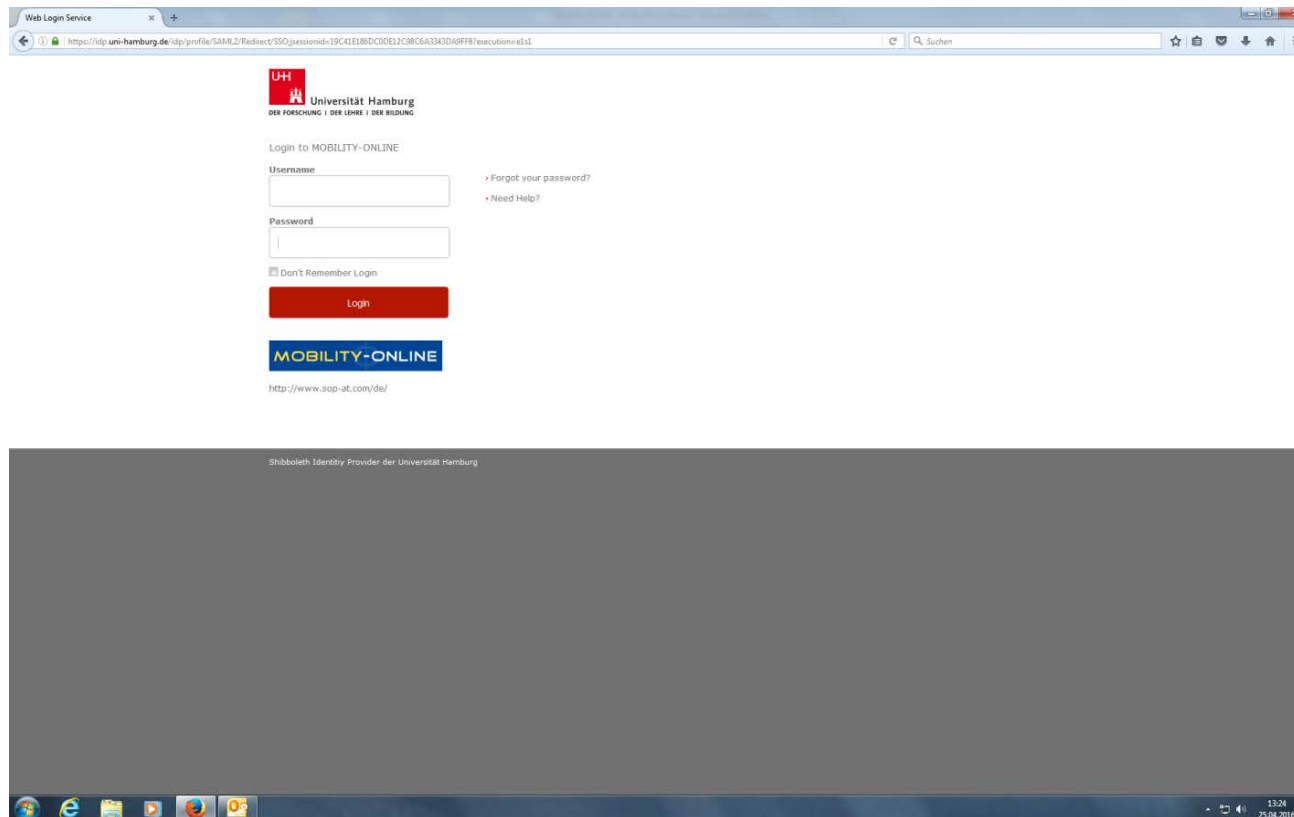 Web Login Service
https://idp.uni-hamburg.de/idp/profile/SAML2/Redirect/SSO;jsessionid=19C41E186DC0DE12C98C6A3343DA9FF8?execution=e1s1
Suchen
UHH
Universität Hamburg
DER FORSCHUNG | DER LEHRE | DER BILDUNG
Login to MOBILITY-ONLINE
Username
› Forgot your password?
› Need Help?
Password
Don't Remember Login
Login
MOBILITY-ONLINE
http://www.sop-at.com/de/
Shibboleth Identitiy Provider der Universität Hamburg
13:24
25.04.2016